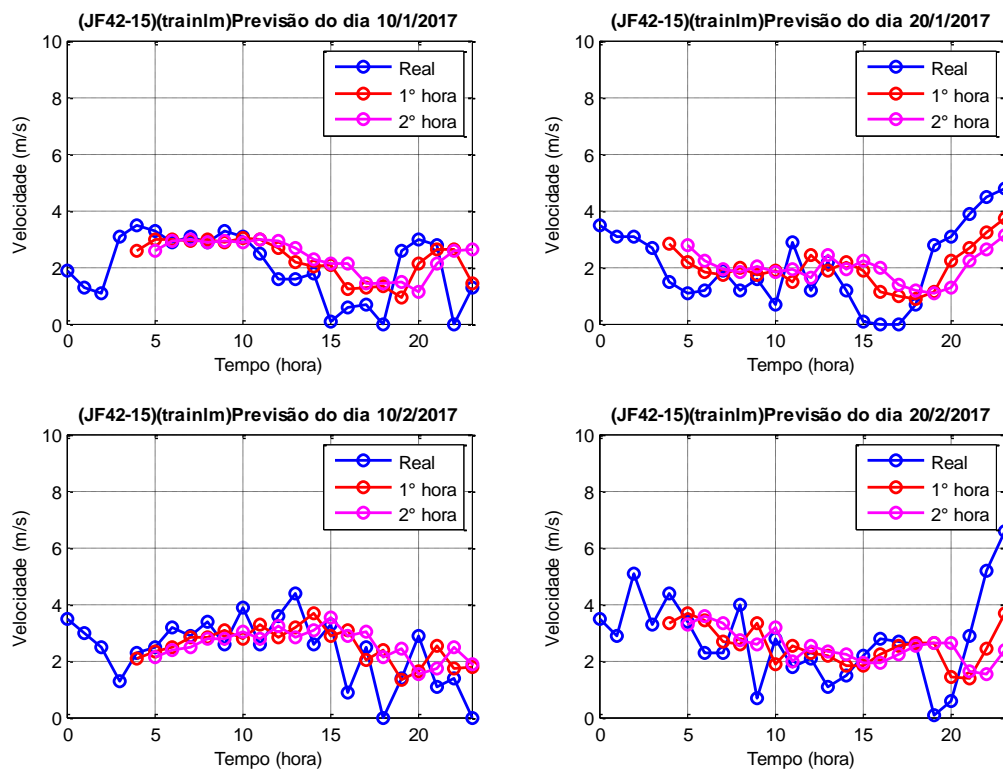 (JF42-15)(trainlm)Previsão do dia 10/1/2017
10
8
6
4
2
0
Velocidade (m/s)
Real
1° hora
2° hora
0 5 10 15 20
Tempo (hora)
(JF42-15)(trainlm)Previsão do dia 20/1/2017
10
8
6
4
2
0
Velocidade (m/s)
Real
1° hora
2° hora
0 5 10 15 20
Tempo (hora)
(JF42-15)(trainlm)Previsão do dia 10/2/2017
10
8
6
4
2
0
Velocidade (m/s)
Real
1° hora
2° hora
0 5 10 15 20
Tempo (hora)
(JF42-15)(trainlm)Previsão do dia 20/2/2017
10
8
6
4
2
0
Velocidade (m/s)
Real
1° hora
2° hora
0 5 10 15 20
Tempo (hora)